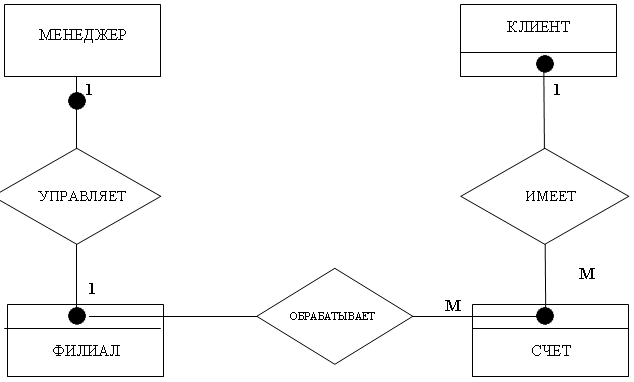 МЕНЕДЖЕР
КЛИЕНТ
1
1
УПРАВЛЯЕТ
ИМЕЕТ
М
1
М
ОБРАБАТЫВАЕТ
ФИЛИАЛ
СЧЕТ